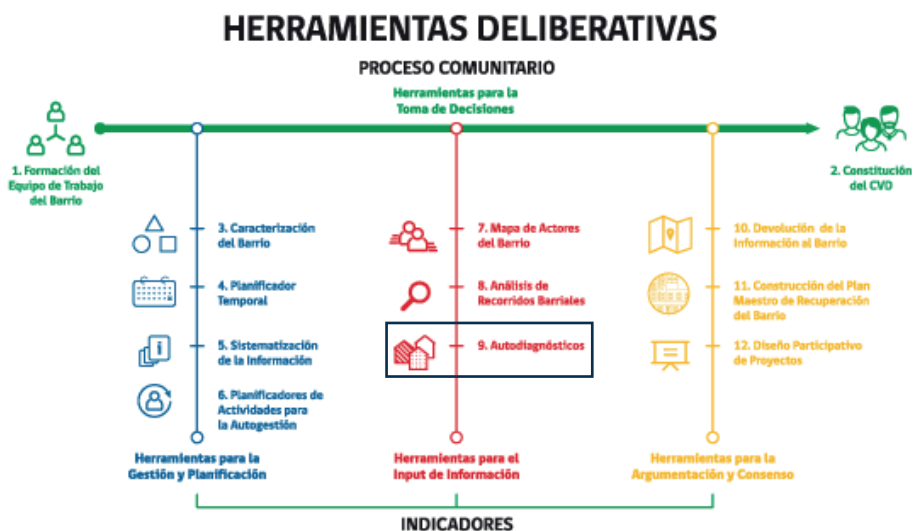 HERRAMIENTAS DELIBERATIVAS
PROCESO COMUNITARIO
Herramientas para la
Toma de Decisiones
1. Formación del
Equipo de Trabajo
del Barrio
2. Constitución
del CVD
3. Caracterización
del Barrio
4. Planificador
Temporal
5. Sistematización
de la Información
6. Planificadores de
Actividades para
la Autogestión
Herramientas para la
Gestión y Planificación
7. Mapa de Actores
del Barrio
8. Análisis de
Recorridos Barriales
9. Autodiagnósticos
Herramientas para el
Input de Información
10. Devolución de la
Información al Barrio
11. Construcción del Plan
Maestro de Recuperación
del Barrio
12. Diseño Participativo
de Proyectos
Herramientas para la
Argumentación y Consenso
INDICADORES